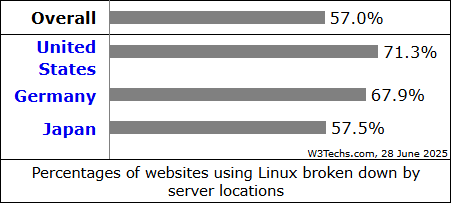 Overall 57.0%
United
States 71.3%
Germany 67.9%
Japan 57.5%
W3Techs.com, 28 June 2025
Percentages of websites using Linux broken down by
server locations